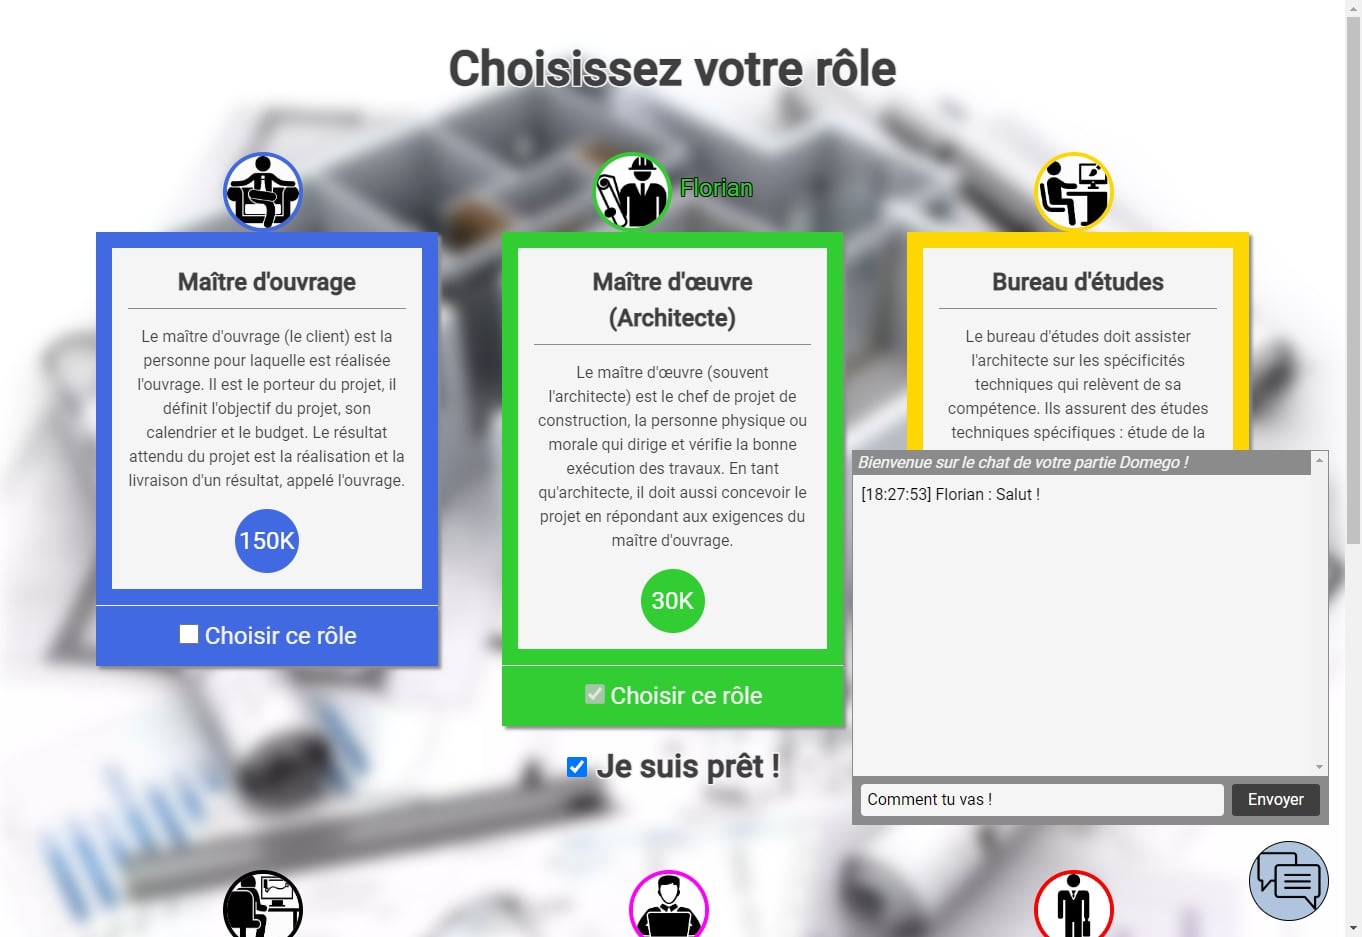 Choisissez votre rôle
Florian
Maître d'ouvrage
Le maître d'ouvrage (le client) est la
personne pour laquelle est réalisée
l'ouvrage. Il est le porteur du projet, il
définit l'objectif du projet, son
calendrier et le budget. Le résultat
attendu du projet est la réalisation et la
livraison d'un résultat, appelé l'ouvrage.
150K
Choisir ce rôle
Maître d'œuvre
(Architecte)
Le maître d'œuvre (souvent
l'architecte) est le chef de projet de
construction, la personne physique ou
morale qui dirige et vérifie la bonne
exécution des travaux. En tant
qu'architecte, il doit aussi concevoir le
projet en répondant aux exigences du
maître d'ouvrage.
30K
Choisir ce rôle
Je suis prêt !
Bureau d'études
Le bureau d'études doit assister
l'architecte sur les spécificités
techniques qui relèvent de sa
compétence. Ils assurent des études
techniques spécifiques : étude de la
Bienvenue sur le chat de votre partie Domego !
[18:27:53] Florian : Salut !
Comment tu vas !
Envoyer